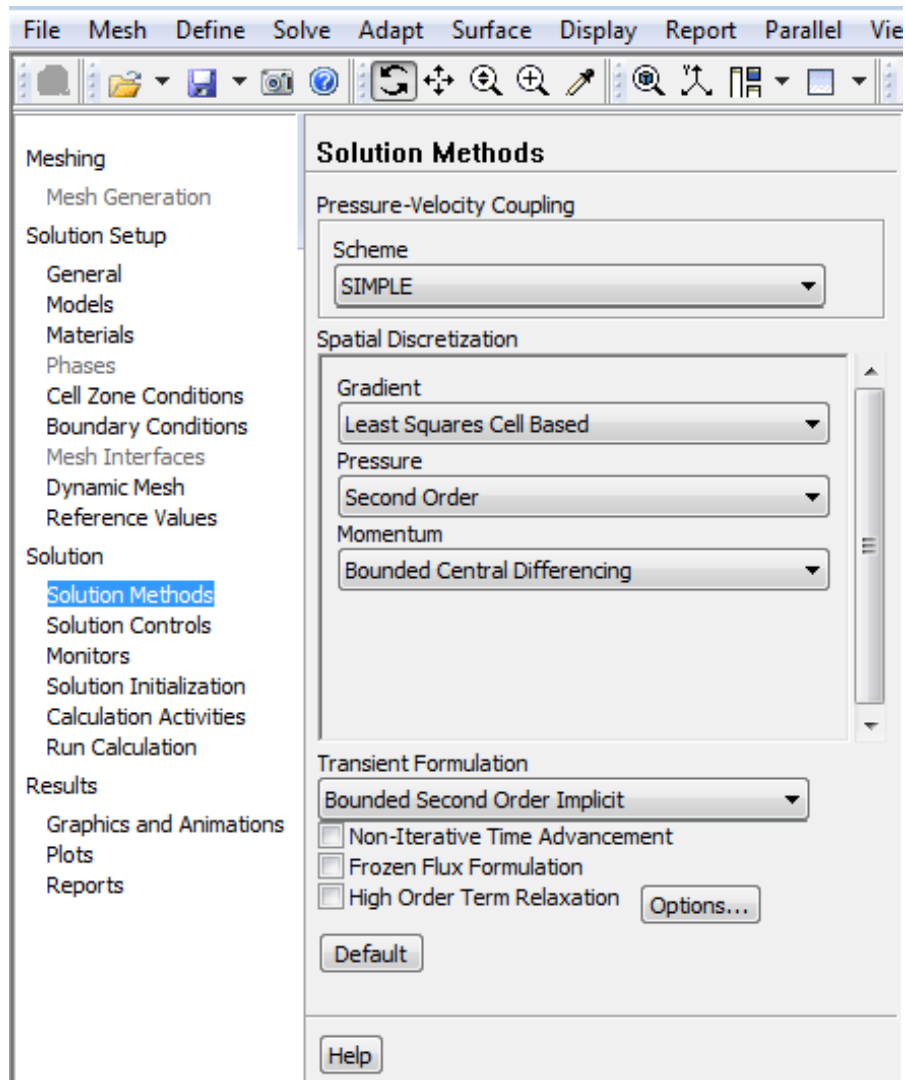 File Mesh Define Solve Adapt Surface Display Report Parallel Vie
Meshing
Mesh Generation
Solution Setup
General
Models
Materials
Phases
Cell Zone Conditions
Boundary Conditions
Mesh Interfaces
Dynamic Mesh
Reference Values
Solution
Solution Methods
Solution Controls
Monitors
Solution Initialization
Calculation Activities
Run Calculation
Results
Graphics and Animations
Plots
Reports
Solution Methods
Pressure-Velocity Coupling
Scheme
SIMPLE
Spatial Discretization
Gradient
Least Squares Cell Based
Pressure
Second Order
Momentum
Bounded Central Differencing
Transient Formulation
Bounded Second Order Implicit
Non-Iterative Time Advancement
Frozen Flux Formulation
High Order Term Relaxation Options...
Default
Help